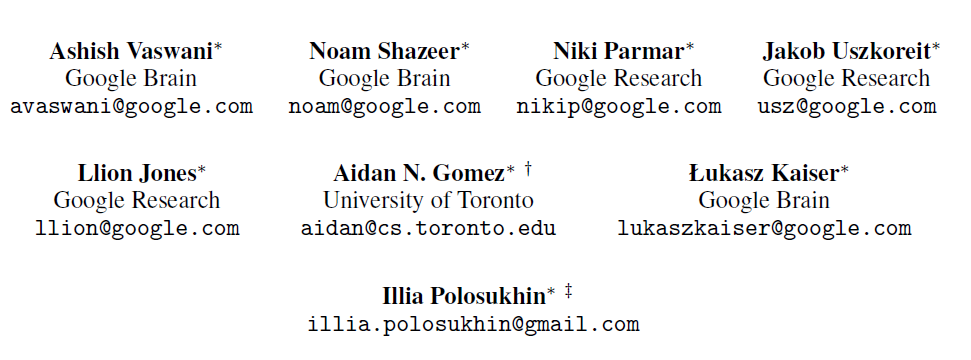 Ashish Vaswani* Noam Shazeer* Niki Parmar* Jakob Uszkoreit*
Google Brain Google Brain Google Research Google Research
avaswani@google.com noam@google.com nikip@google.com usz@google.com
Llion Jones* Aidan N. Gomez* † Łukasz Kaiser*
Google Research University of Toronto Google Brain
llion@google.com aidan@cs.toronto.edu lukaszkaiser@google.com
Illia Polosukhin* ‡
illia.polosukhin@gmail.com